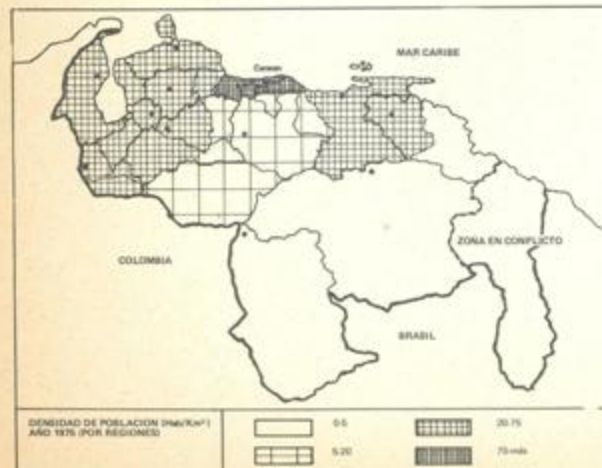 MAR CARIBE
Caracas
ZONA EN CONFLICTO
COLOMBIA
BRASIL
DENSIDAD DE POBLACION (Hab/Km²)
AÑO 1975 (POR REGIONES)
0-5
20-75
5-20
70-más